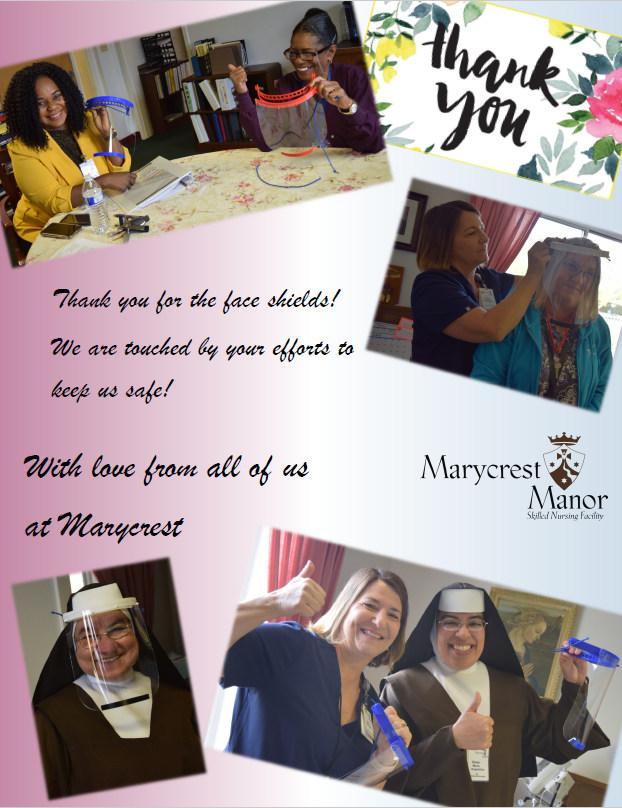 thank
you
Thank you for the face shields!
We are touched by your efforts to
keep us safe!
With love from all of us
at Marycrest
Marycrest
Manor
Skilled Nursing Facility